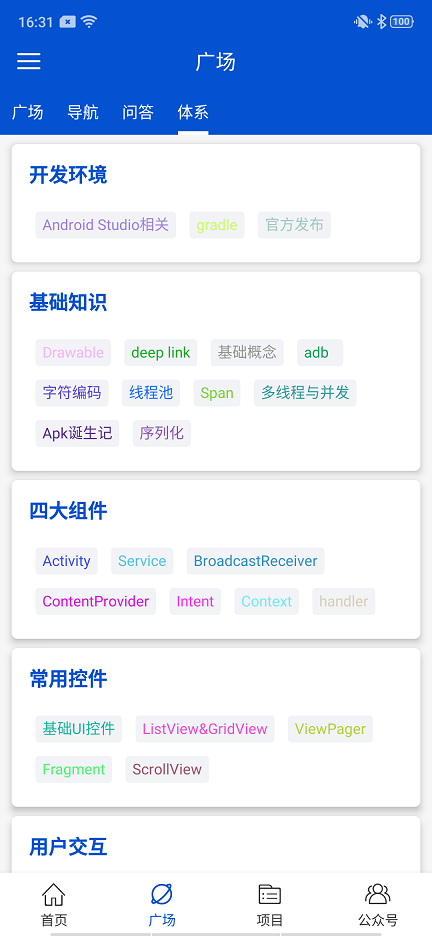 16:31 100
广场
广场 导航 问答 体系
开发环境
Android Studio相关 gradle 官方发布
基础知识
Drawable deep link 基础概念 adb
字符编码 线程池 Span 多线程与并发
Apk诞生记 序列化
四大组件
Activity Service BroadcastReceiver
ContentProvider Intent Context handler
常用控件
基础UI控件 ListView&GridView ViewPager
Fragment ScrollView
用户交互
首页 广场 项目 公众号